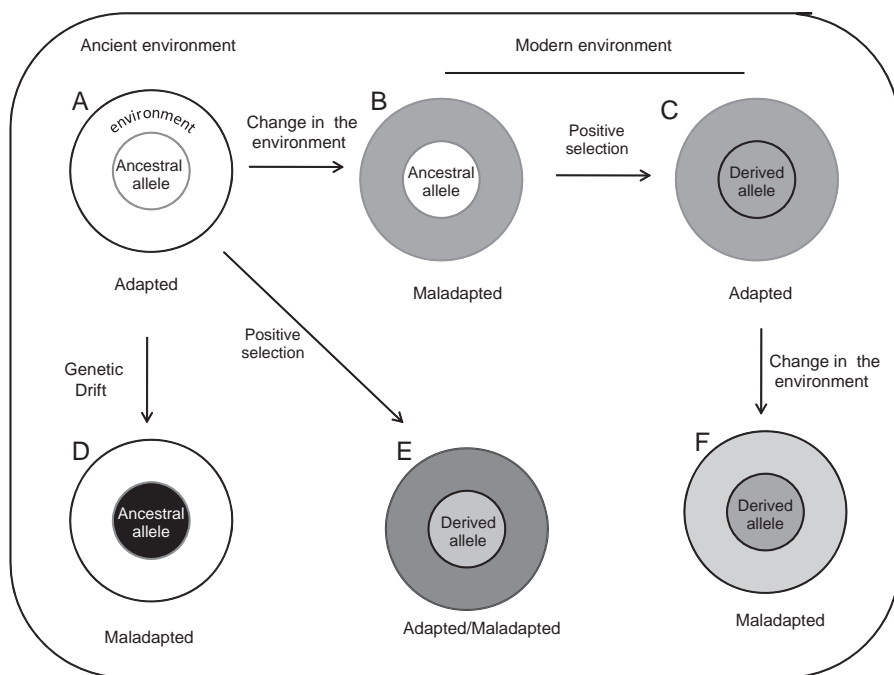 Ancient environment
Modern environment
A
environment
Ancestral
allele
Adapted
Change in the
environment
B
Ancestral
allele
Maladapted
Positive
selection
C
Derived
allele
Adapted
Genetic
Drift
Positive
selection
Change in the
environment
D
Ancestral
allele
Maladapted
E
Derived
allele
Adapted/Maladapted
F
Derived
allele
Maladapted